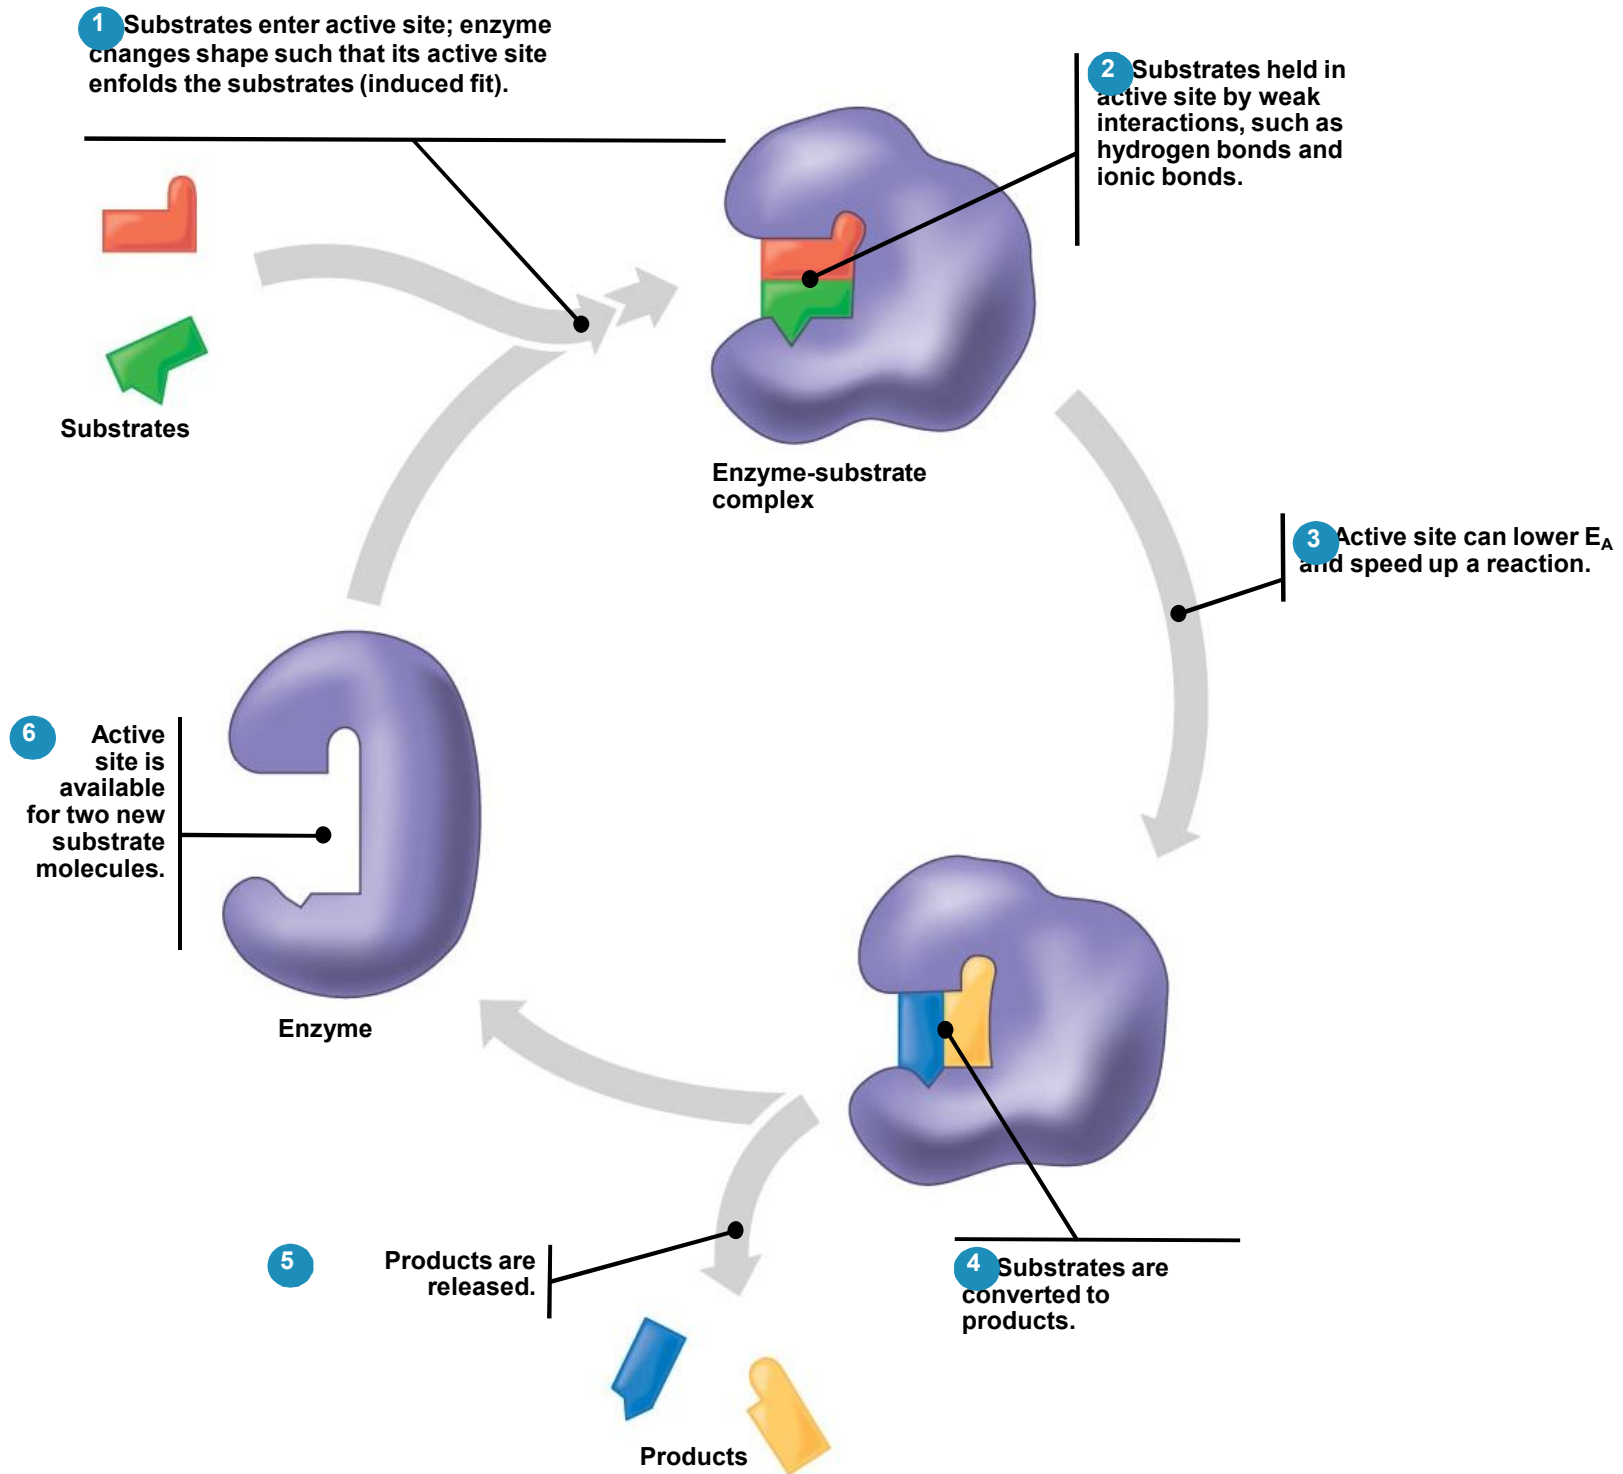 1 Substrates enter active site; enzyme
changes shape such that its active site
enfolds the substrates (induced fit).
2 Substrates held in
active site by weak
interactions, such as
hydrogen bonds and
ionic bonds.
Substrates
Enzyme-substrate
complex
3 Active site can lower EA
and speed up a reaction.
6 Active
site is
available
for two new
substrate
molecules.
Enzyme
5 Products are
released.
4 Substrates are
converted to
products.
Products